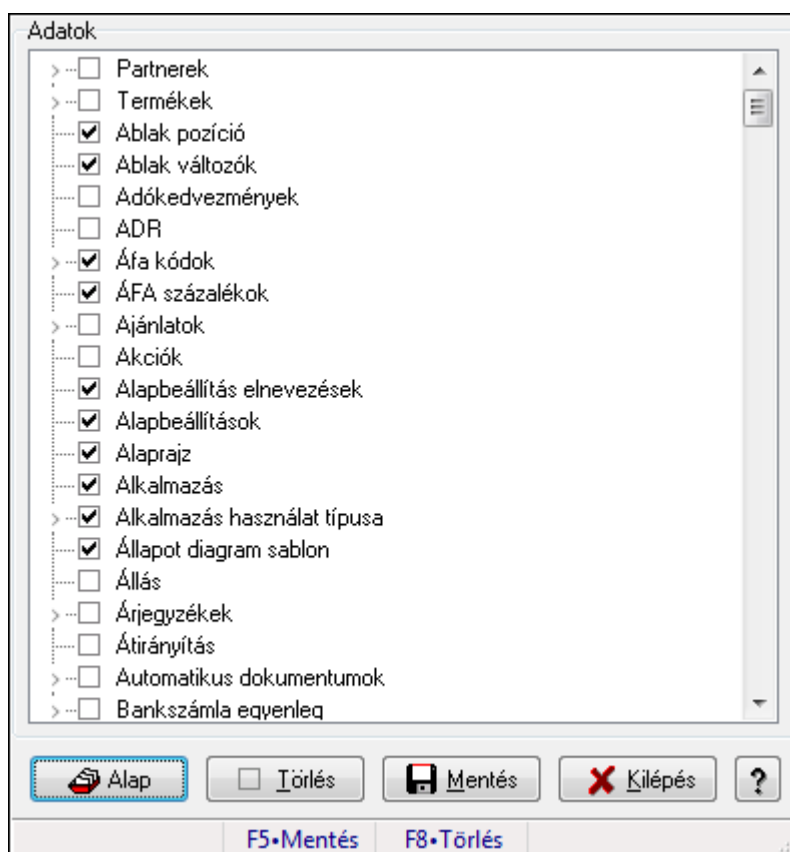 Adatok
Partnerek
Termékek
Ablak pozíció
Ablak változók
Adókedvezmények
ADR
Áfa kódok
ÁFA százalékok
Ajánlatok
Akciók
Alapbeállítás elnevezések
Alapbeállítások
Alaprajz
Alkalmazás
Alkalmazás használat típusa
Állapot diagram sablon
Állás
Árjegyzékek
Átirányítás
Automatikus dokumentumok
Bankszámla egyenleg
Alap Törlés Mentés Kilépés ?
F5•Mentés F8•Törlés